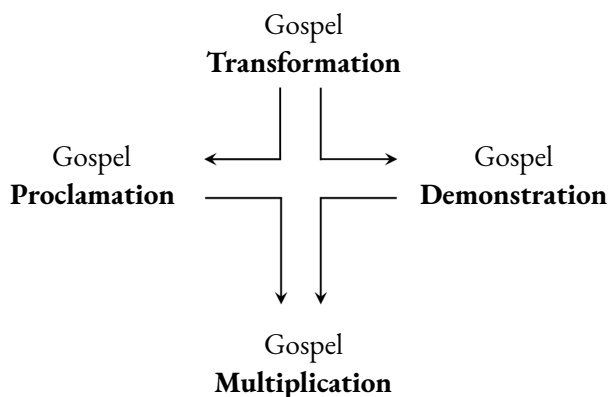 Gospel
Transformation
Gospel
Proclamation
Gospel
Demonstration
Gospel
Multiplication